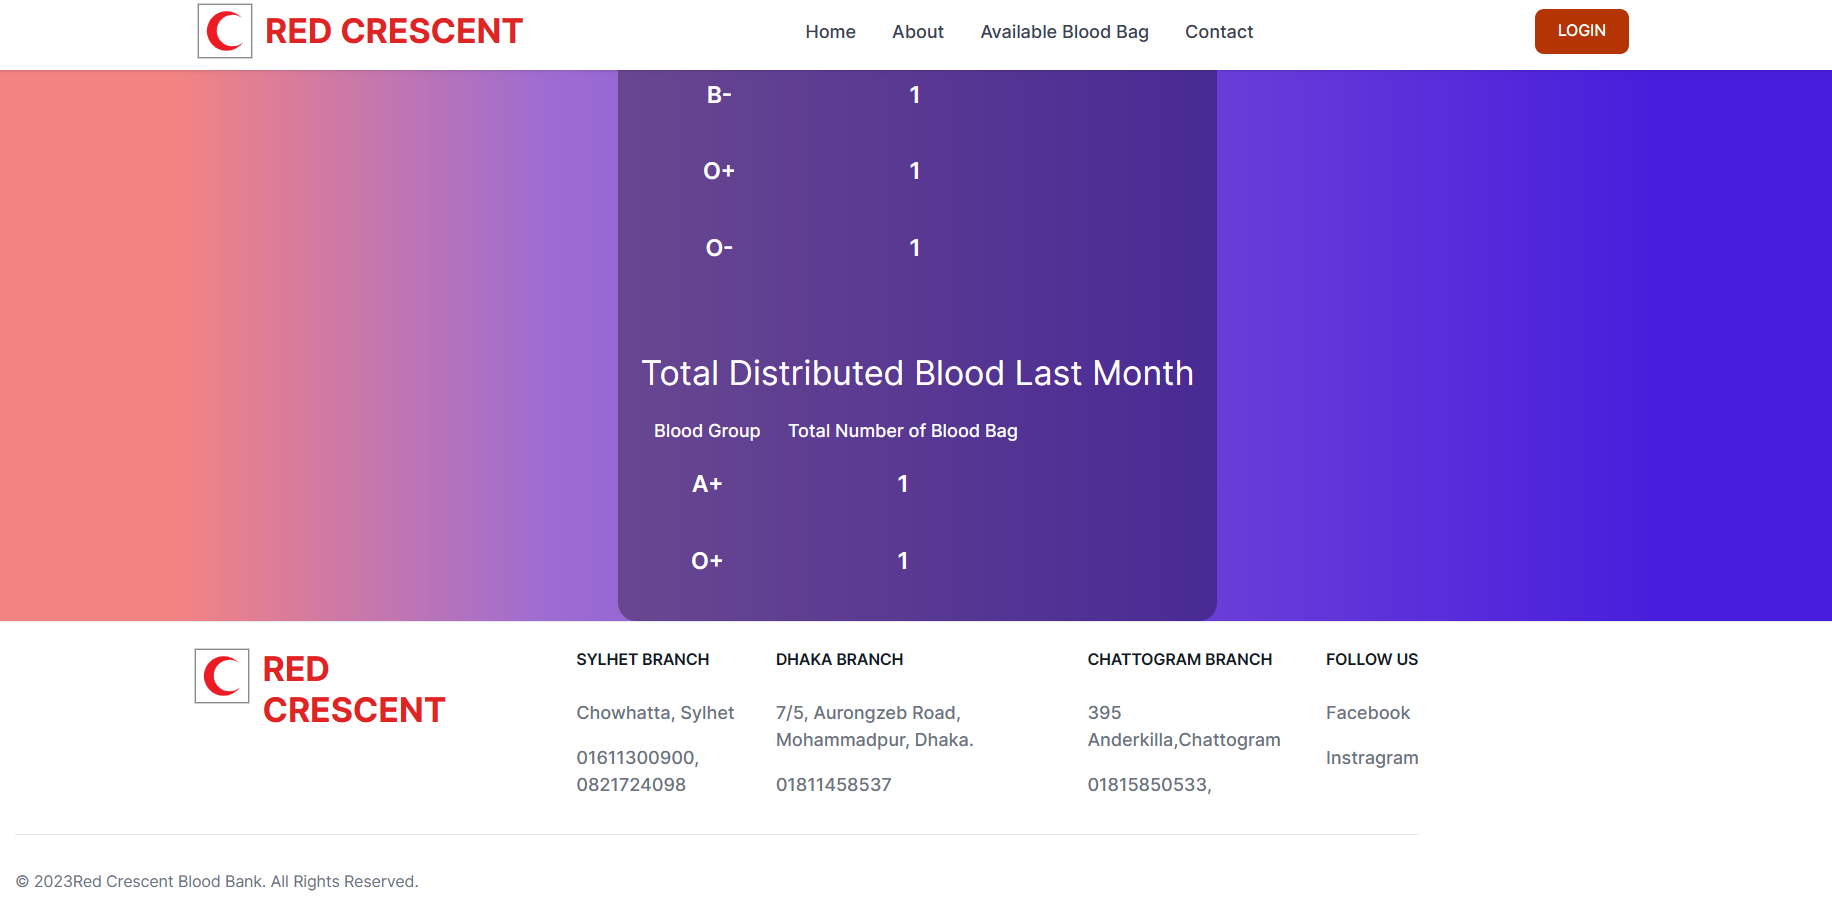 RED CRESCENT
Home About Available Blood Bag Contact
LOGIN
B- 1
O+ 1
O- 1
Total Distributed Blood Last Month
Blood Group Total Number of Blood Bag
A+ 1
O+ 1
RED
CRESCENT
SYLHET BRANCH
Chowhatta, Sylhet
01611300900,
0821724098
DHAKA BRANCH
7/5, Aurongzeb Road,
Mohammadpur, Dhaka.
01811458537
CHATTOGRAM BRANCH
395
Anderkilla,Chattogram
01815850533,
FOLLOW US
Facebook
Instragram
© 2023Red Crescent Blood Bank. All Rights Reserved.